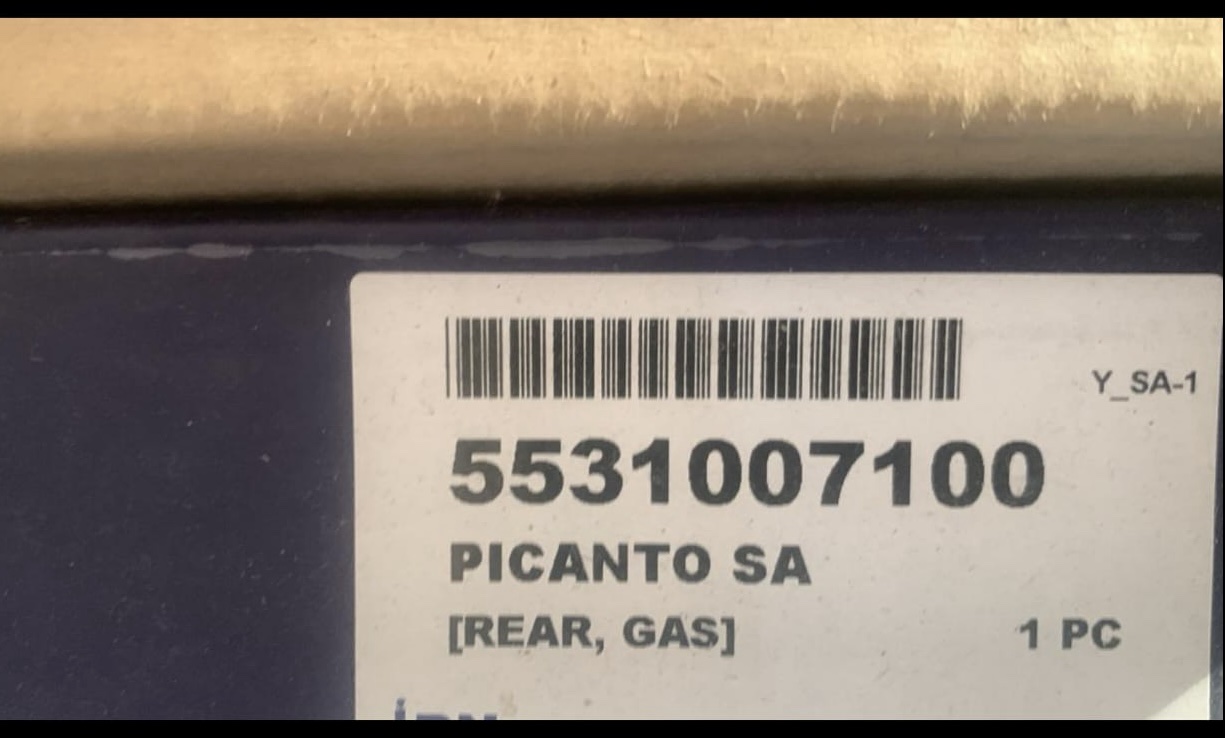 Y_SA-1
5531007100
PICANTO SA
[REAR, GAS] 1 PC